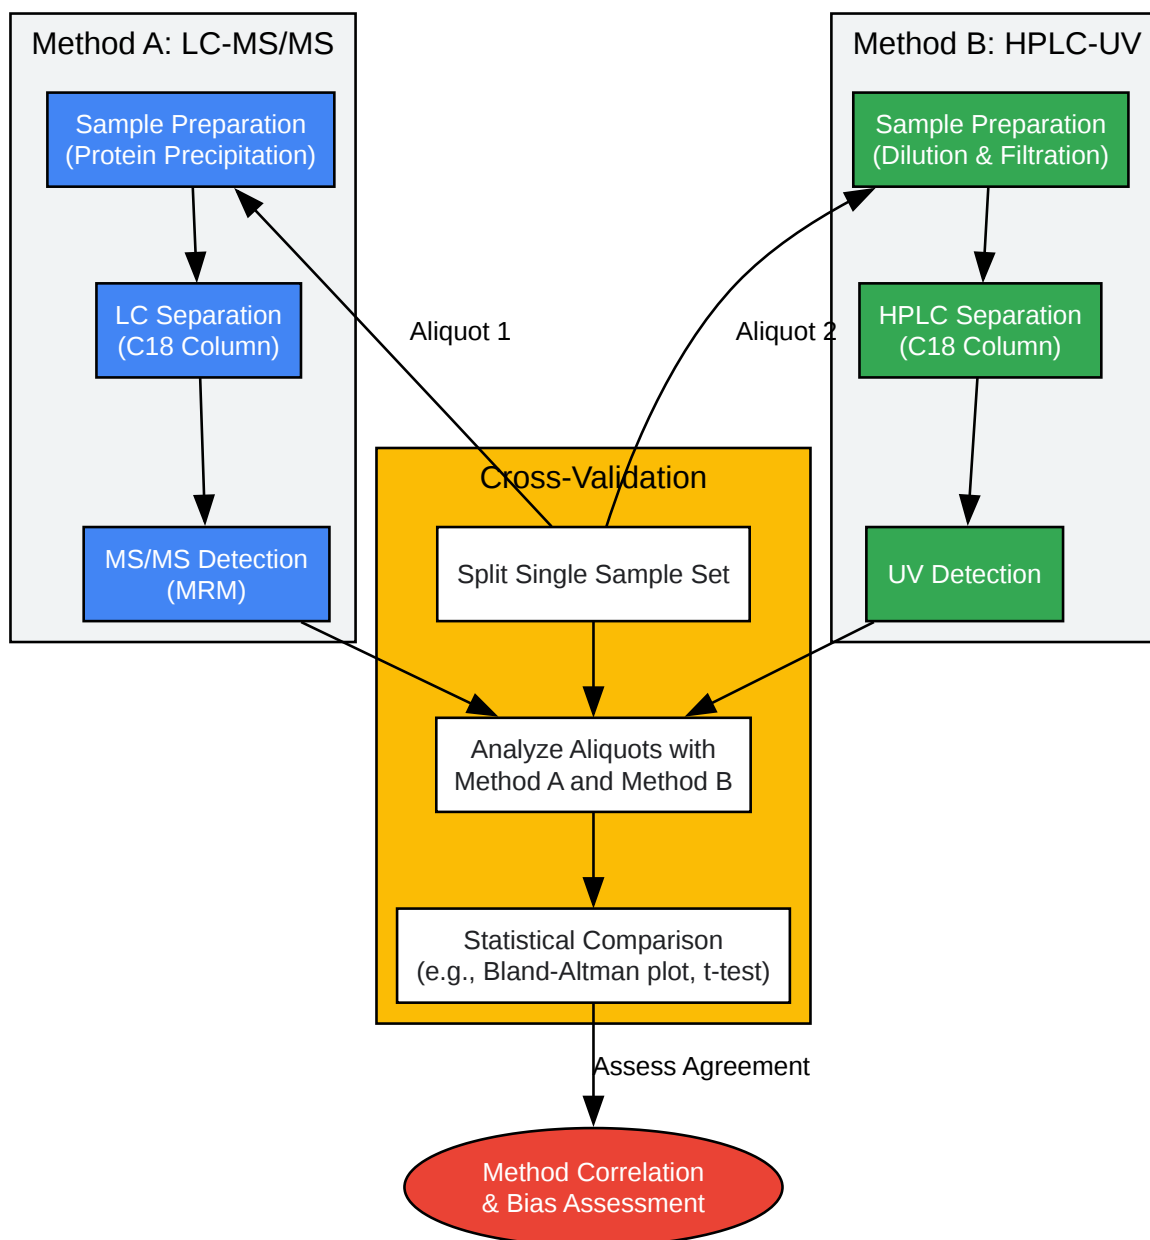 Method A: LC-MS/MS
Sample Preparation
(Protein Precipitation)
LC Separation
(C18 Column)
MS/MS Detection
(MRM)
Method B: HPLC-UV
Sample Preparation
(Dilution & Filtration)
HPLC Separation
(C18 Column)
UV Detection
Aliquot 1
Aliquot 2
Cross-Validation
Split Single Sample Set
Analyze Aliquots with
Method A and Method B
Statistical Comparison
(e.g., Bland-Altman plot, t-test)
Assess Agreement
Method Correlation
& Bias Assessment